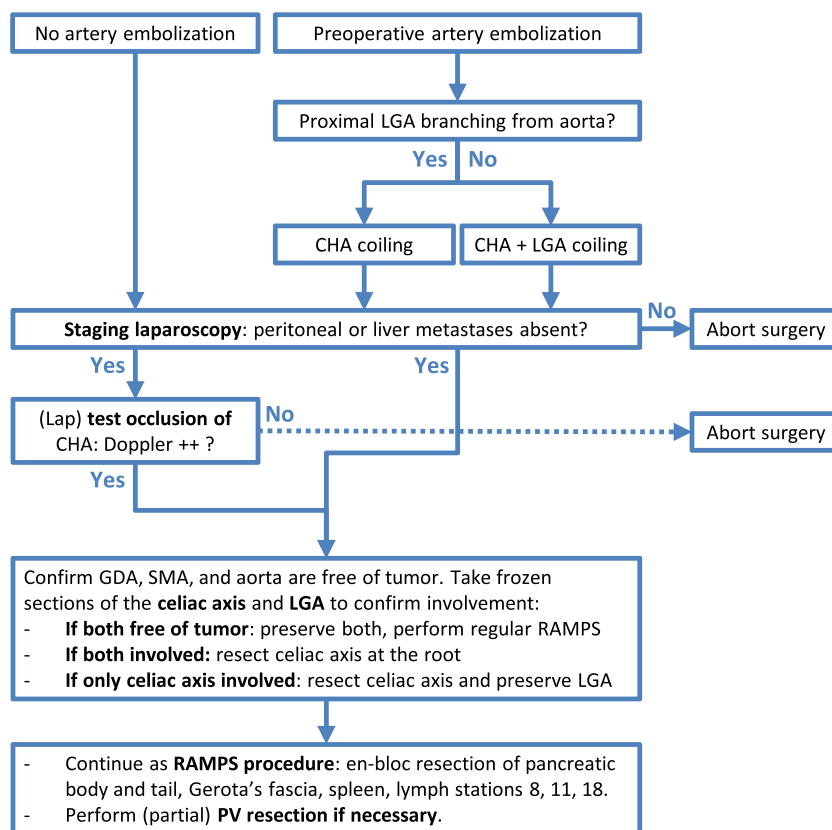 No artery embolization
Preoperative artery embolization
Proximal LGA branching from aorta?
Yes No
CHA coiling
CHA + LGA coiling
Staging laparoscopy: peritoneal or liver metastases absent?
No
Abort surgery
Yes
Yes
(Lap) test occlusion of
CHA: Doppler ++ ?
No
Abort surgery
Yes
Confirm GDA, SMA, and aorta are free of tumor. Take frozen
sections of the celiac axis and LGA to confirm involvement:
- If both free of tumor: preserve both, perform regular RAMPS
- If both involved: resect celiac axis at the root
- If only celiac axis involved: resect celiac axis and preserve LGA
- Continue as RAMPS procedure: en-bloc resection of pancreatic
body and tail, Gerota's fascia, spleen, lymph stations 8, 11, 18.
- Perform (partial) PV resection if necessary.